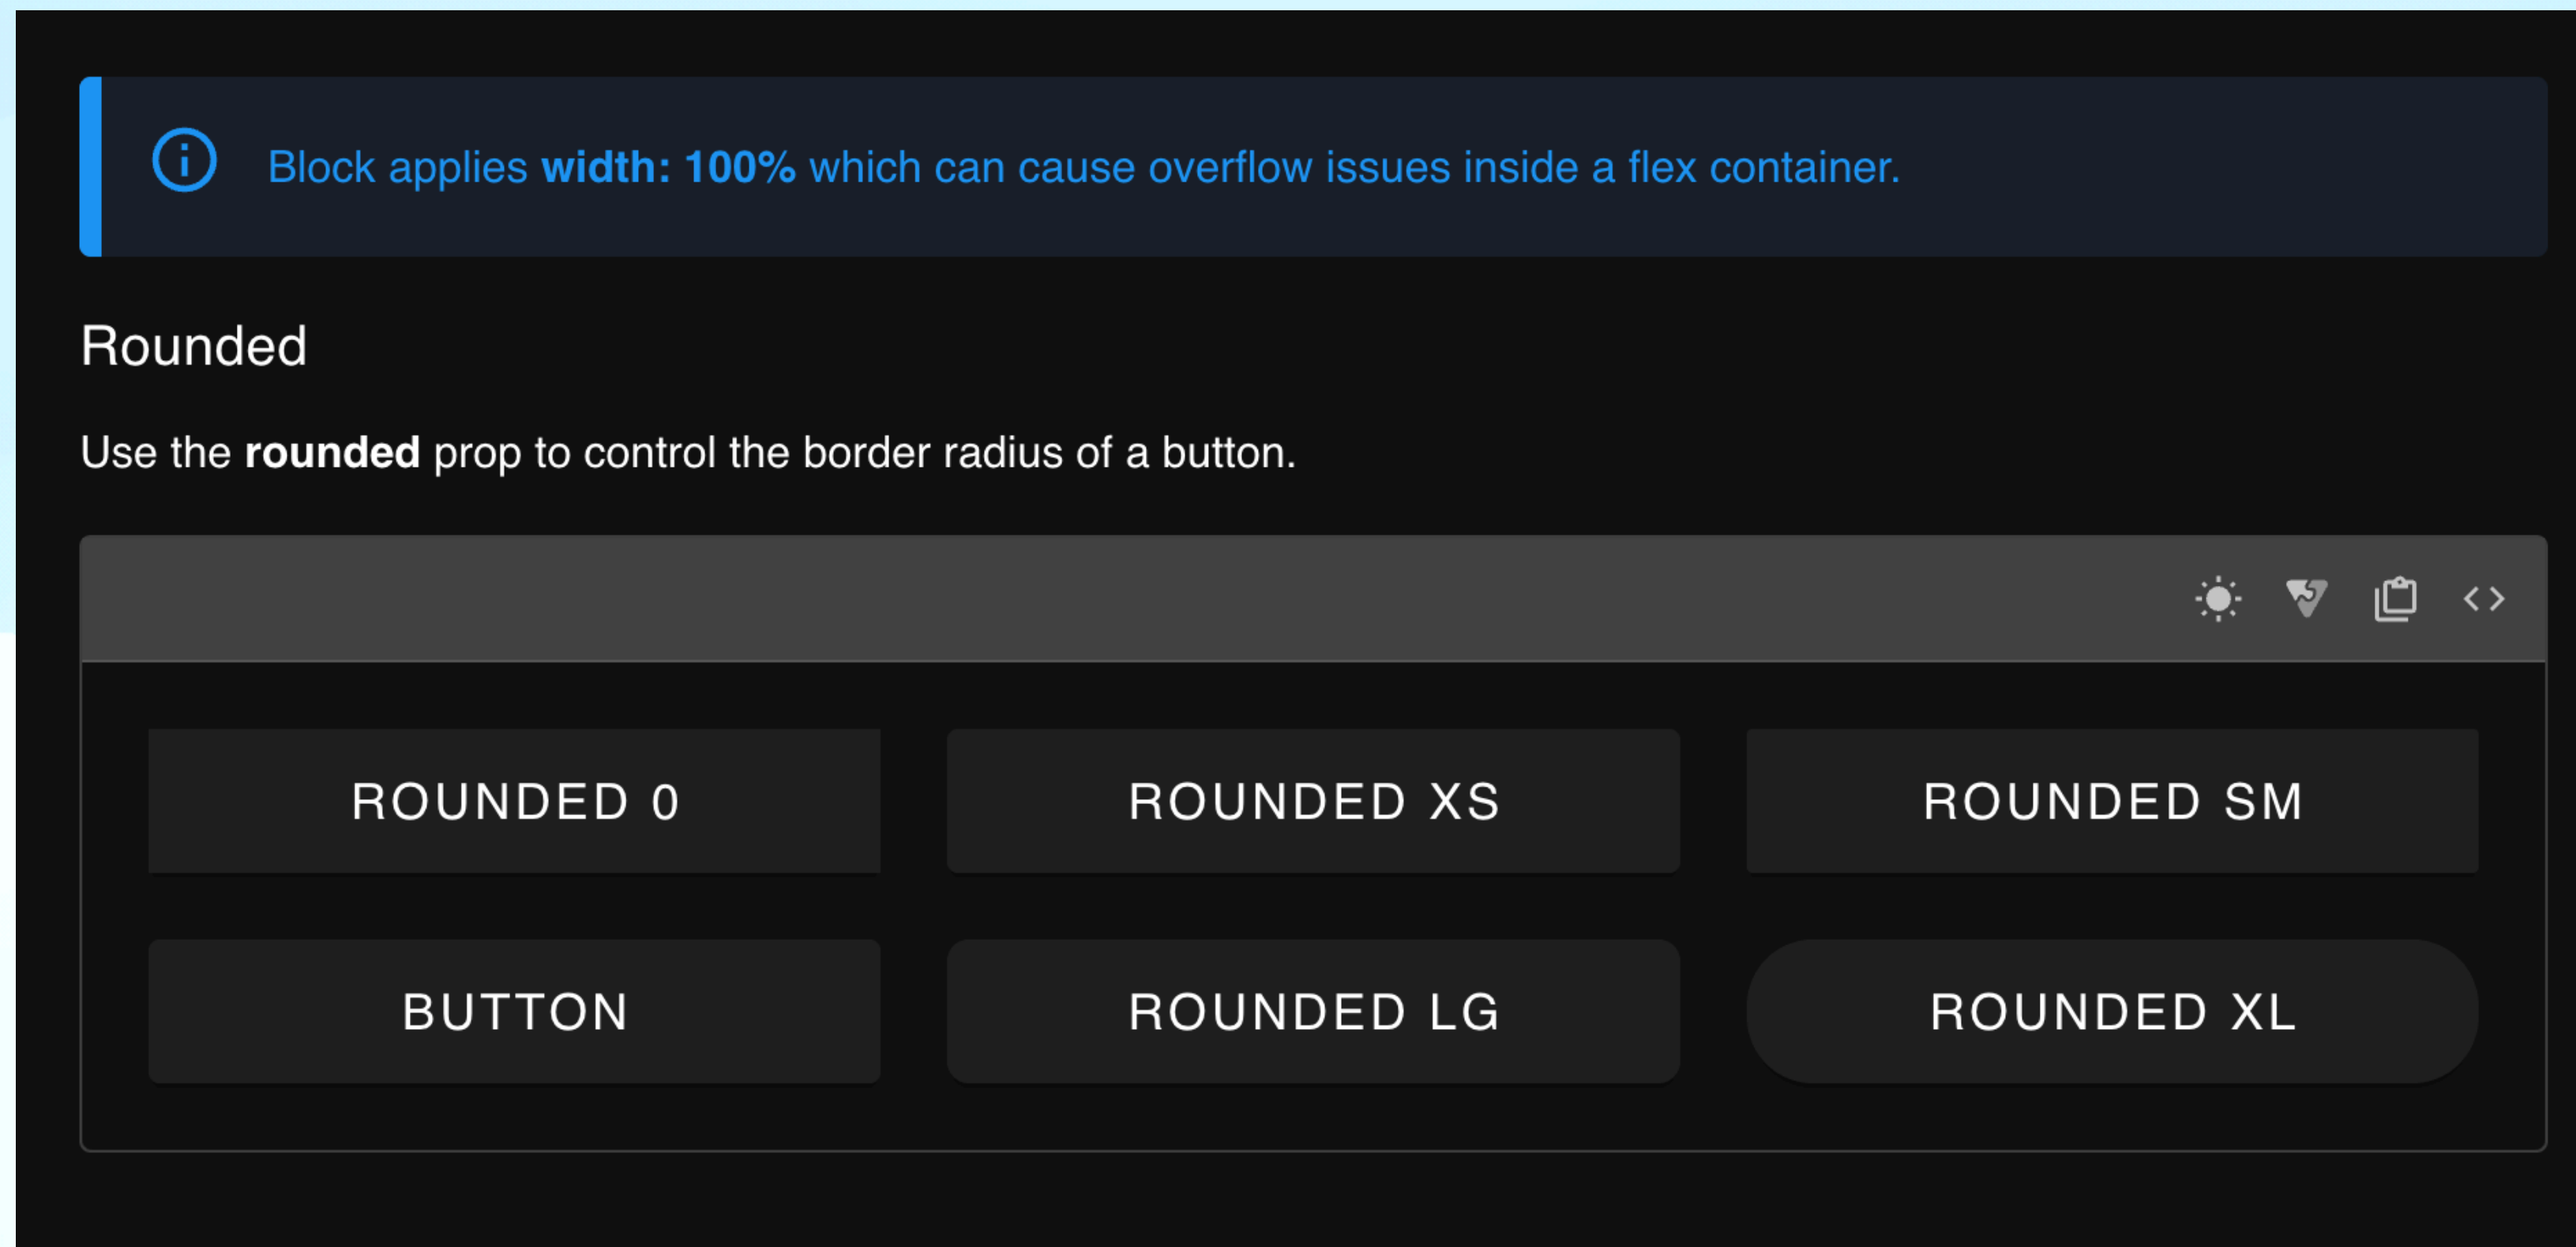 Block applies width: 100% which can cause overflow issues inside a flex container.
Rounded
Use the rounded prop to control the border radius of a button.
ROUNDED 0
ROUNDED XS
ROUNDED SM
BUTTON
ROUNDED LG
ROUNDED XL